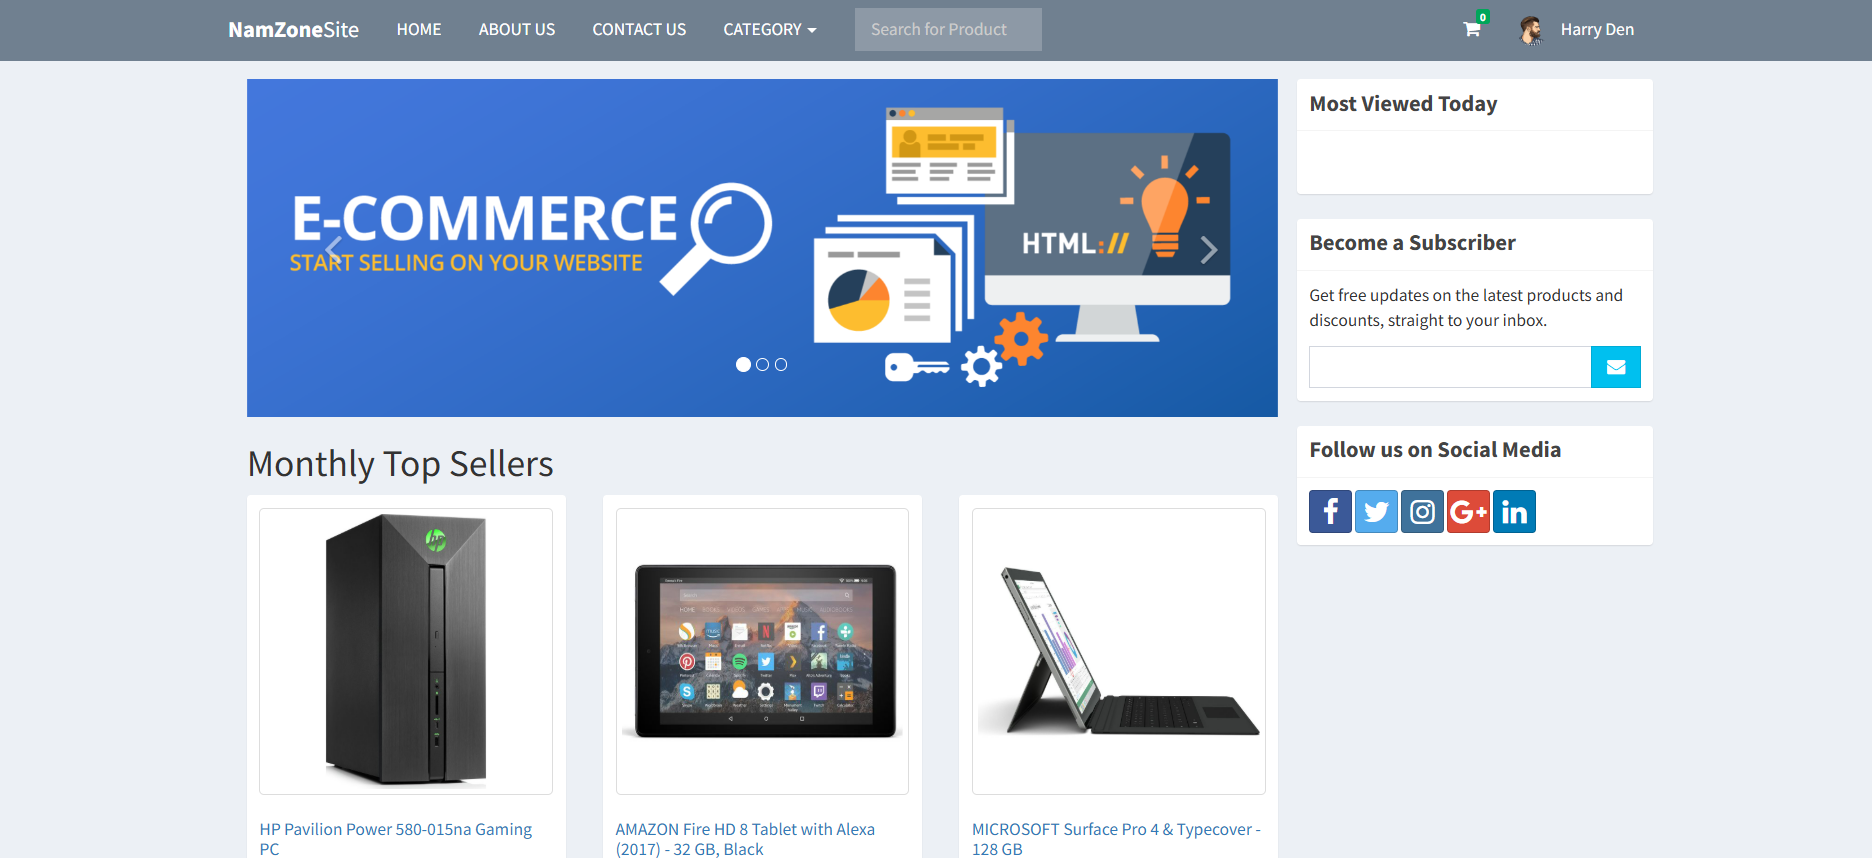 NamZoneSite
HOME
ABOUT US
CONTACT US
CATEGORY
Search for Product
0
Harry Den
E-COMMERCE
START SELLING ON YOUR WEBSITE
HTML://
Most Viewed Today
Become a Subscriber
Get free updates on the latest products and
discounts, straight to your inbox.
Follow us on Social Media
Monthly Top Sellers
hp
HP Pavilion Power 580-015na Gaming
PC
AMAZON Fire HD 8 Tablet with Alexa
(2017) - 32 GB, Black
MICROSOFT Surface Pro 4 & Typecover -
128 GB